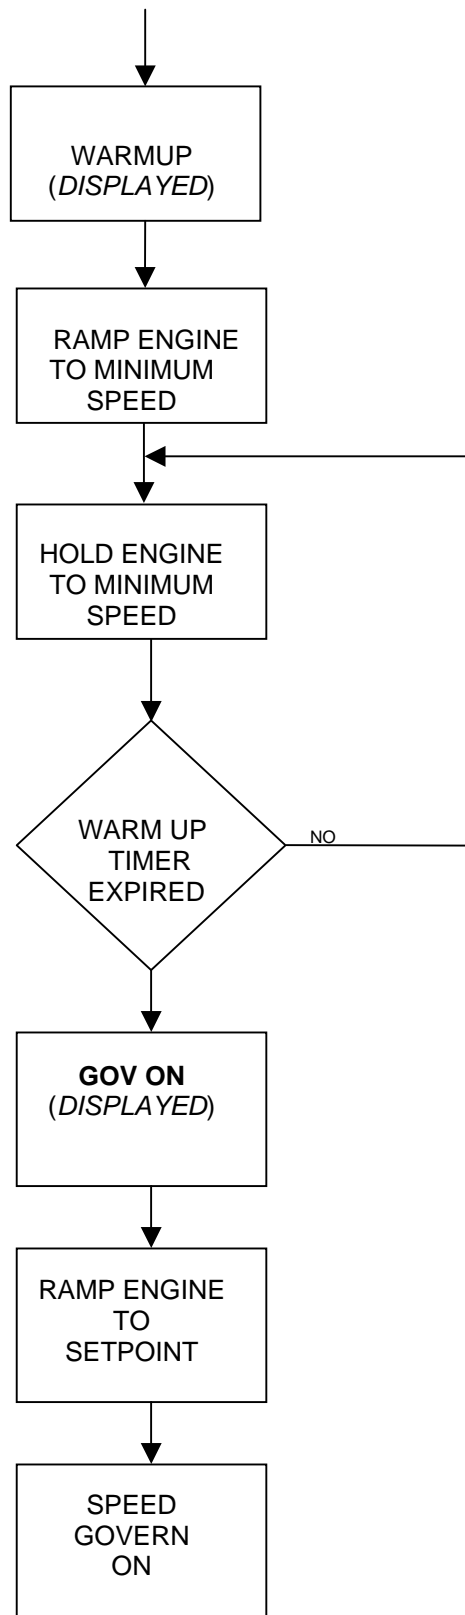 WARMUP
(DISPLAYED)
RAMP ENGINE
TO MINIMUM
SPEED
HOLD ENGINE
TO MINIMUM
SPEED
WARM UP
TIMER
EXPIRED
NO
GOV ON
(DISPLAYED)
RAMP ENGINE
TO
SETPOINT
SPEED
GOVERN
ON